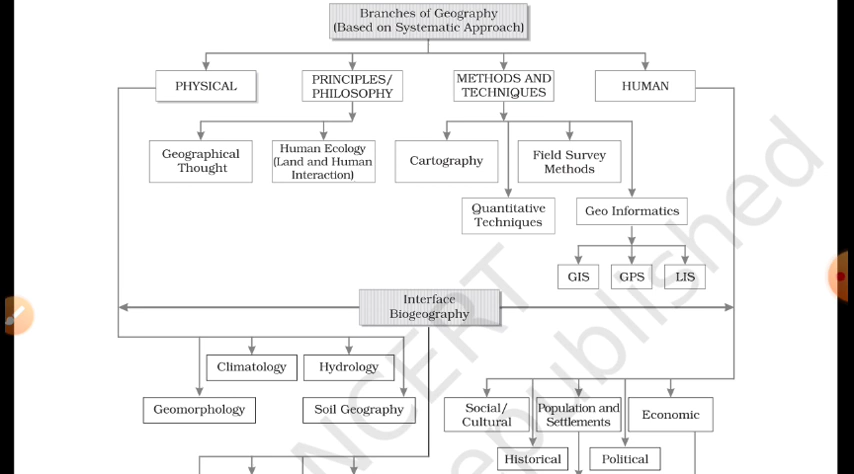 Branches of Geography
(Based on Systematic Approach)
PHYSICAL
PRINCIPLES/
PHILOSOPHY
METHODS AND
TECHNIQUES
HUMAN
Geographical
Thought
Human Ecology
(Land and Human
Interaction)
Cartography
Field Survey
Methods
Quantitative
Techniques
Geo Informatics
GIS
GPS
LIS
Interface
Biogeography
Climatology
Hydrology
Geomorphology
Soil Geography
Social/
Cultural
Population and
Settlements
Economic
Historical
Political
NCERT
republished